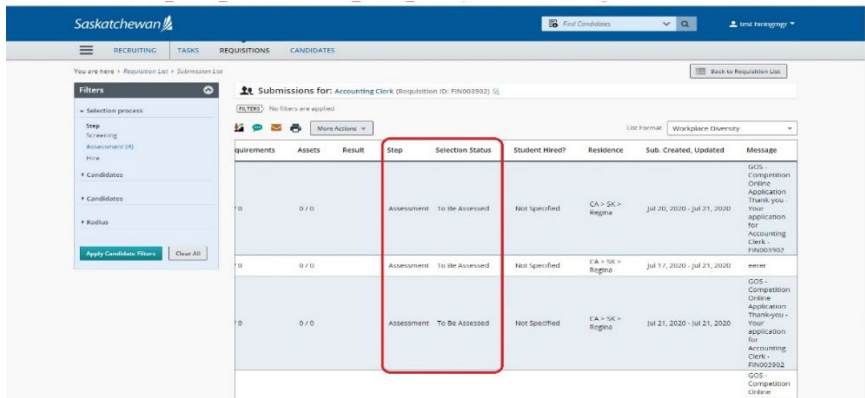 Saskatchewan
Find Candidates
test hiringmgr
RECRUITING TASKS REQUISITIONS CANDIDATES
You are here > Requisition List > Submission List
Back to Requisition List
Filters
Selection process
Step
Screening
Assessment (4)
Hire
Candidates
Candidates
Radius
Apply Candidate Filters Clear All
Submissions for: Accounting Clerk (Requisition ID: FIN003902)
FILTERS No filters are applied
More Actions
List Format Workplace Diversity
quirements Assets Result Step Selection Status Student Hired? Residence Sub. Created, Updated Message
/ 0 0 / 0 Assessment To Be Assessed Not Specified CA > SK > Regina Jul 20, 2020 - Jul 21, 2020
GOS -
Competition
Online
Application
Thank you -
Your
application
for
Accounting
Clerk -
FIN003902
/ 0 0 / 0 Assessment To Be Assessed Not Specified CA > SK > Regina Jul 17, 2020 - Jul 21, 2020 eerer
/ 0 0 / 0 Assessment To Be Assessed Not Specified CA > SK > Regina Jul 21, 2020 - Jul 21, 2020
GOS -
Competition
Online
Application
Thank-you -
Your
application
for
Accounting
Clerk -
FIN003902
GOS -
Competition
Online